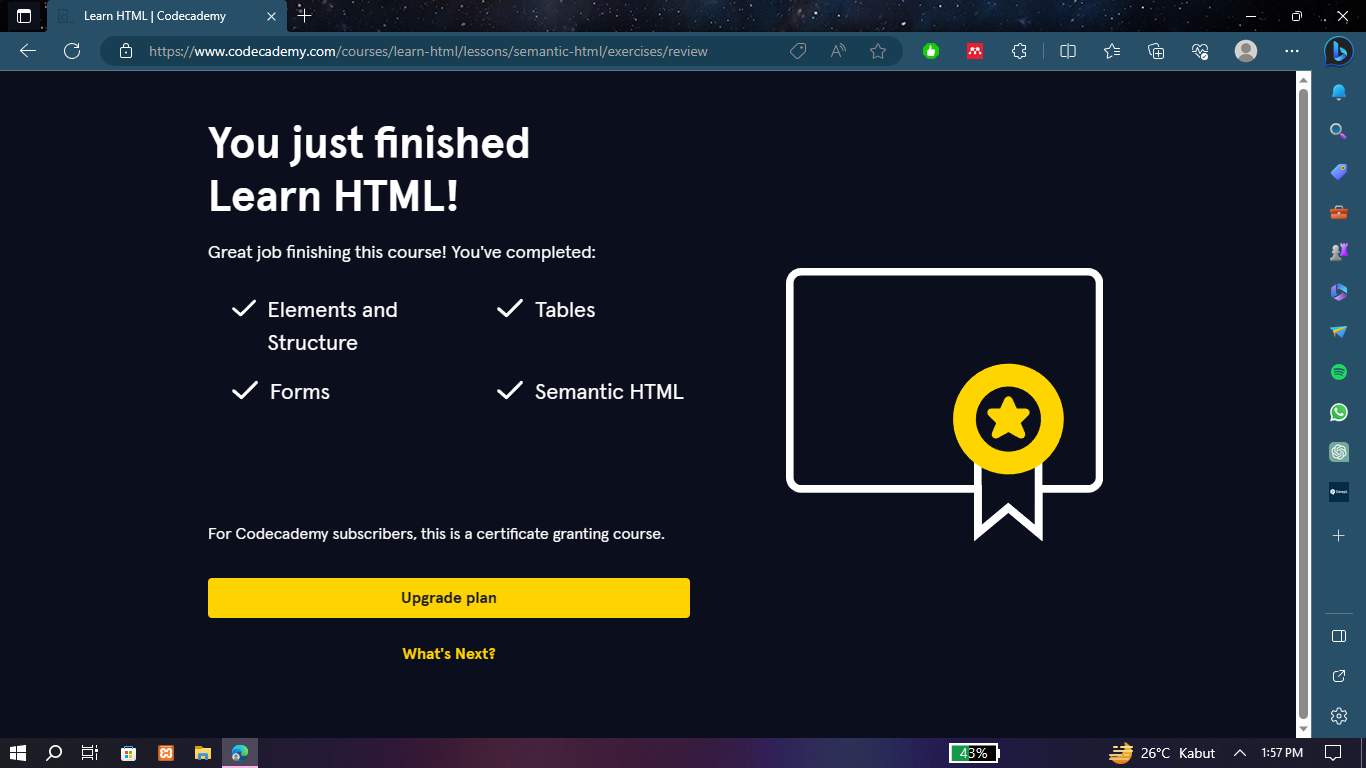 Learn HTML | Codecademy
https://www.codecademy.com/courses/learn-html/lessons/semantic-html/exercises/review
You just finished
Learn HTML!
Great job finishing this course! You've completed:
Elements and
Structure
Tables
Forms
Semantic HTML
For Codecademy subscribers, this is a certificate granting course.
Upgrade plan
What's Next?
43%
26°C Kabut
1:57 PM